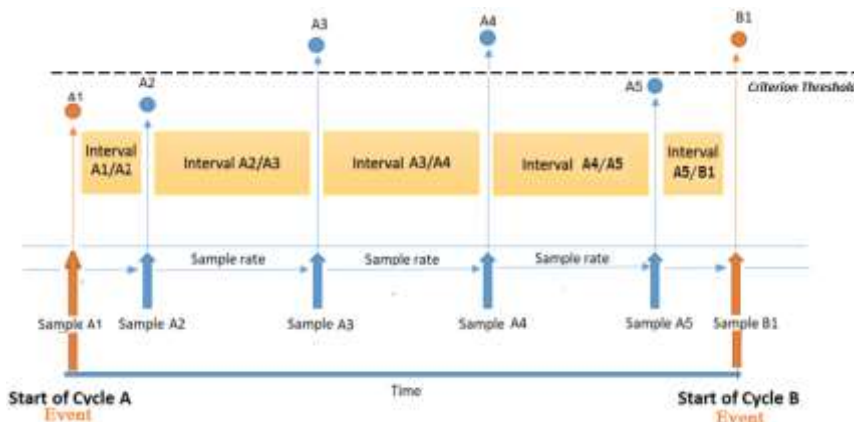 A3
A4
B1
A2
Criterion Threshold
A1
A5
Interval
A1/A2
Interval A2/A3
Interval A3/A4
Interval A4/A5
Interval
A5/B1
Sample rate
Sample rate
Sample rate
Sample A1
Sample A2
Sample A3
Sample A4
Sample A5
Sample B1
Time
Start of Cycle A
Event
Start of Cycle B
Event